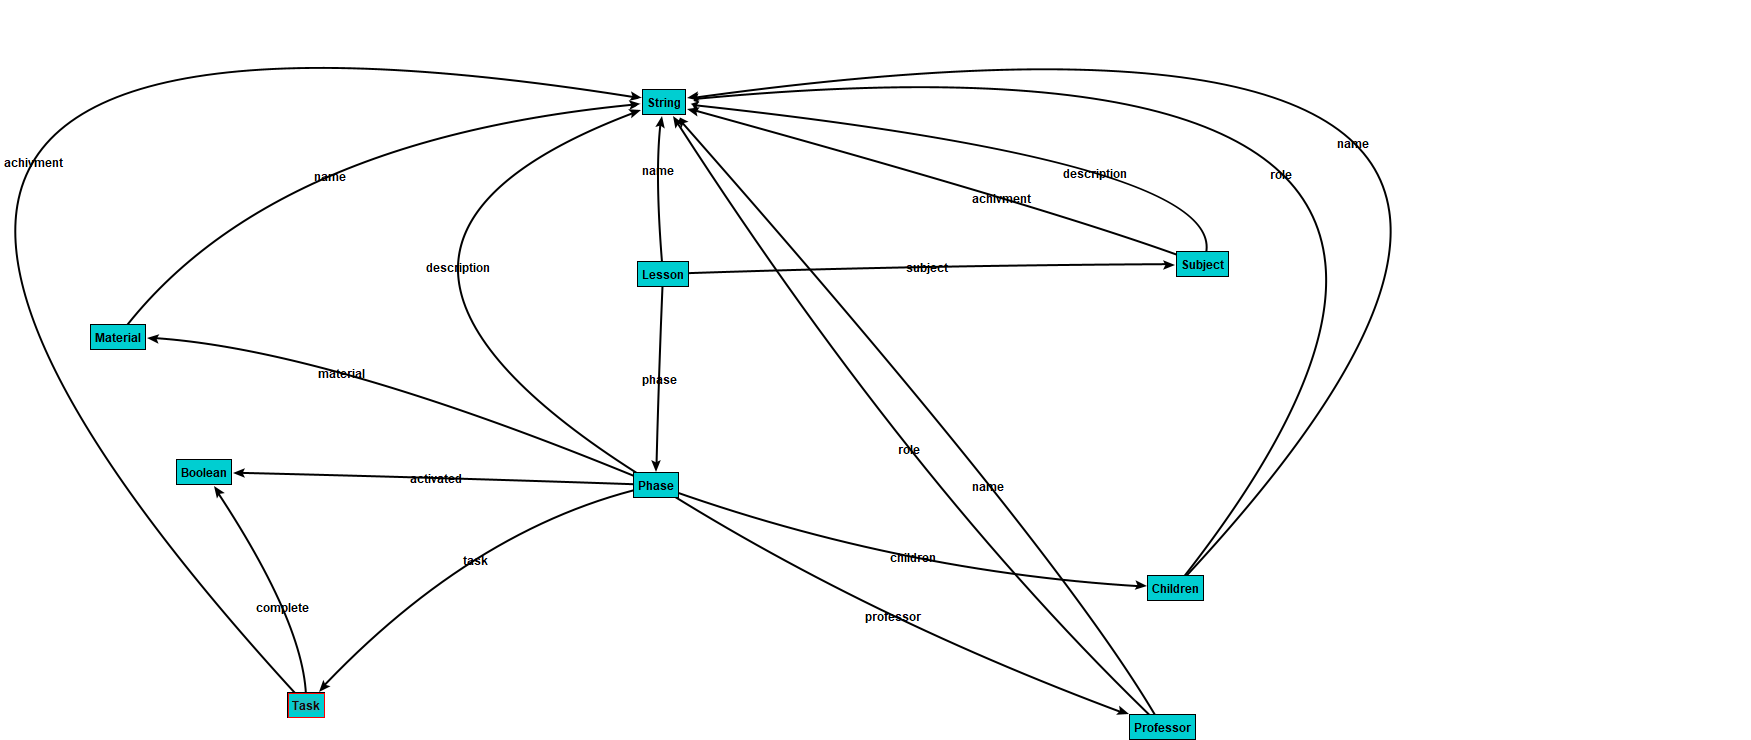 String
name
achivment
name
name
description
role
achivment
description
Lesson
subject
Subject
Material
material
phase
role
Boolean
activated
Phase
name
task
children
Children
complete
professor
Task
Professor